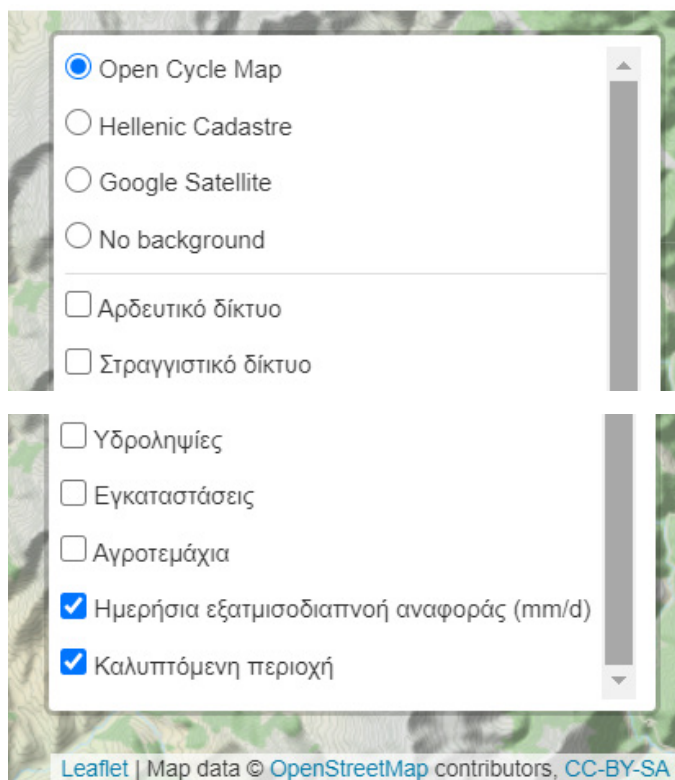 Open Cycle Map
Hellenic Cadastre
Google Satellite
No background
Αρδευτικό δίκτυο
Στραγγιστικό δίκτυο
Υδροληψίες
Εγκαταστάσεις
Αγροτεμάχια
Ημερήσια εξατμισοδιαπνοή αναφοράς (mm/d)
Καλυπτόμενη περιοχή
Leaflet | Map data © OpenStreetMap contributors, CC-BY-SA